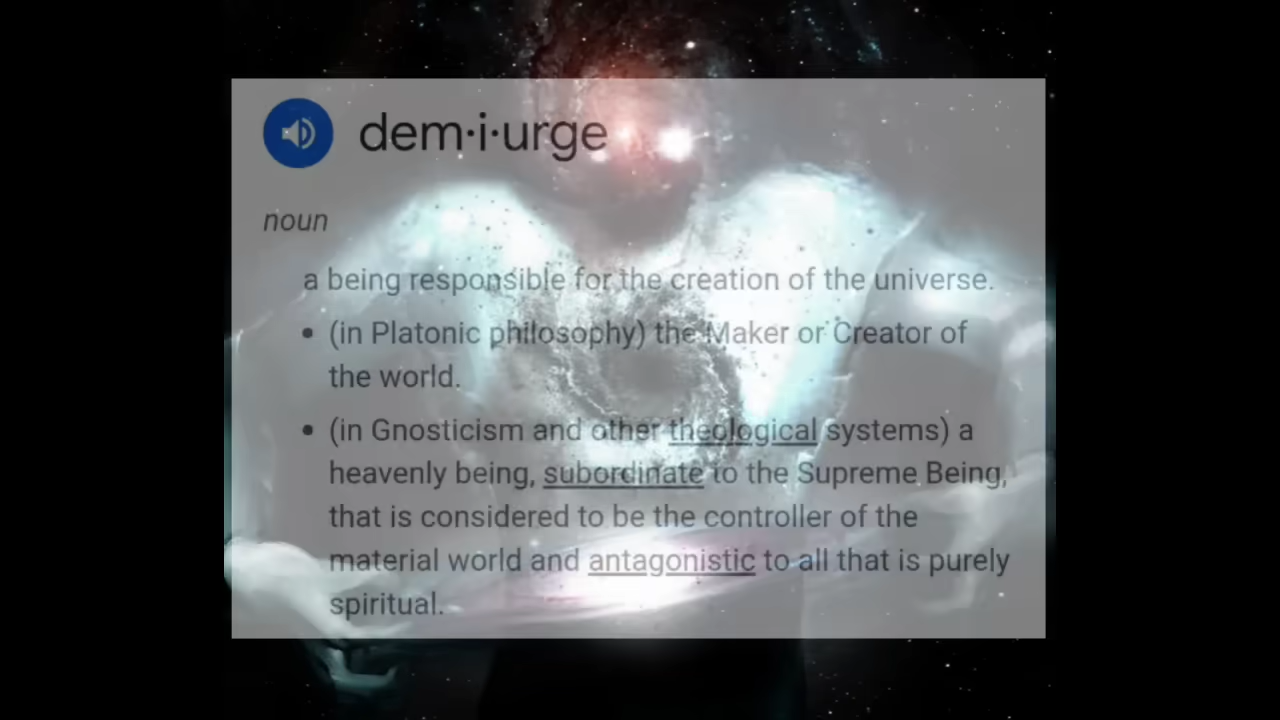 dem·i·urge
noun
a being responsible for the creation of the universe.
• (in Platonic philosophy) the Maker or Creator of
the world.
• (in Gnosticism and other theological systems) a
heavenly being, subordinate to the Supreme Being,
that is considered to be the controller of the
material world and antagonistic to all that is purely
spiritual.